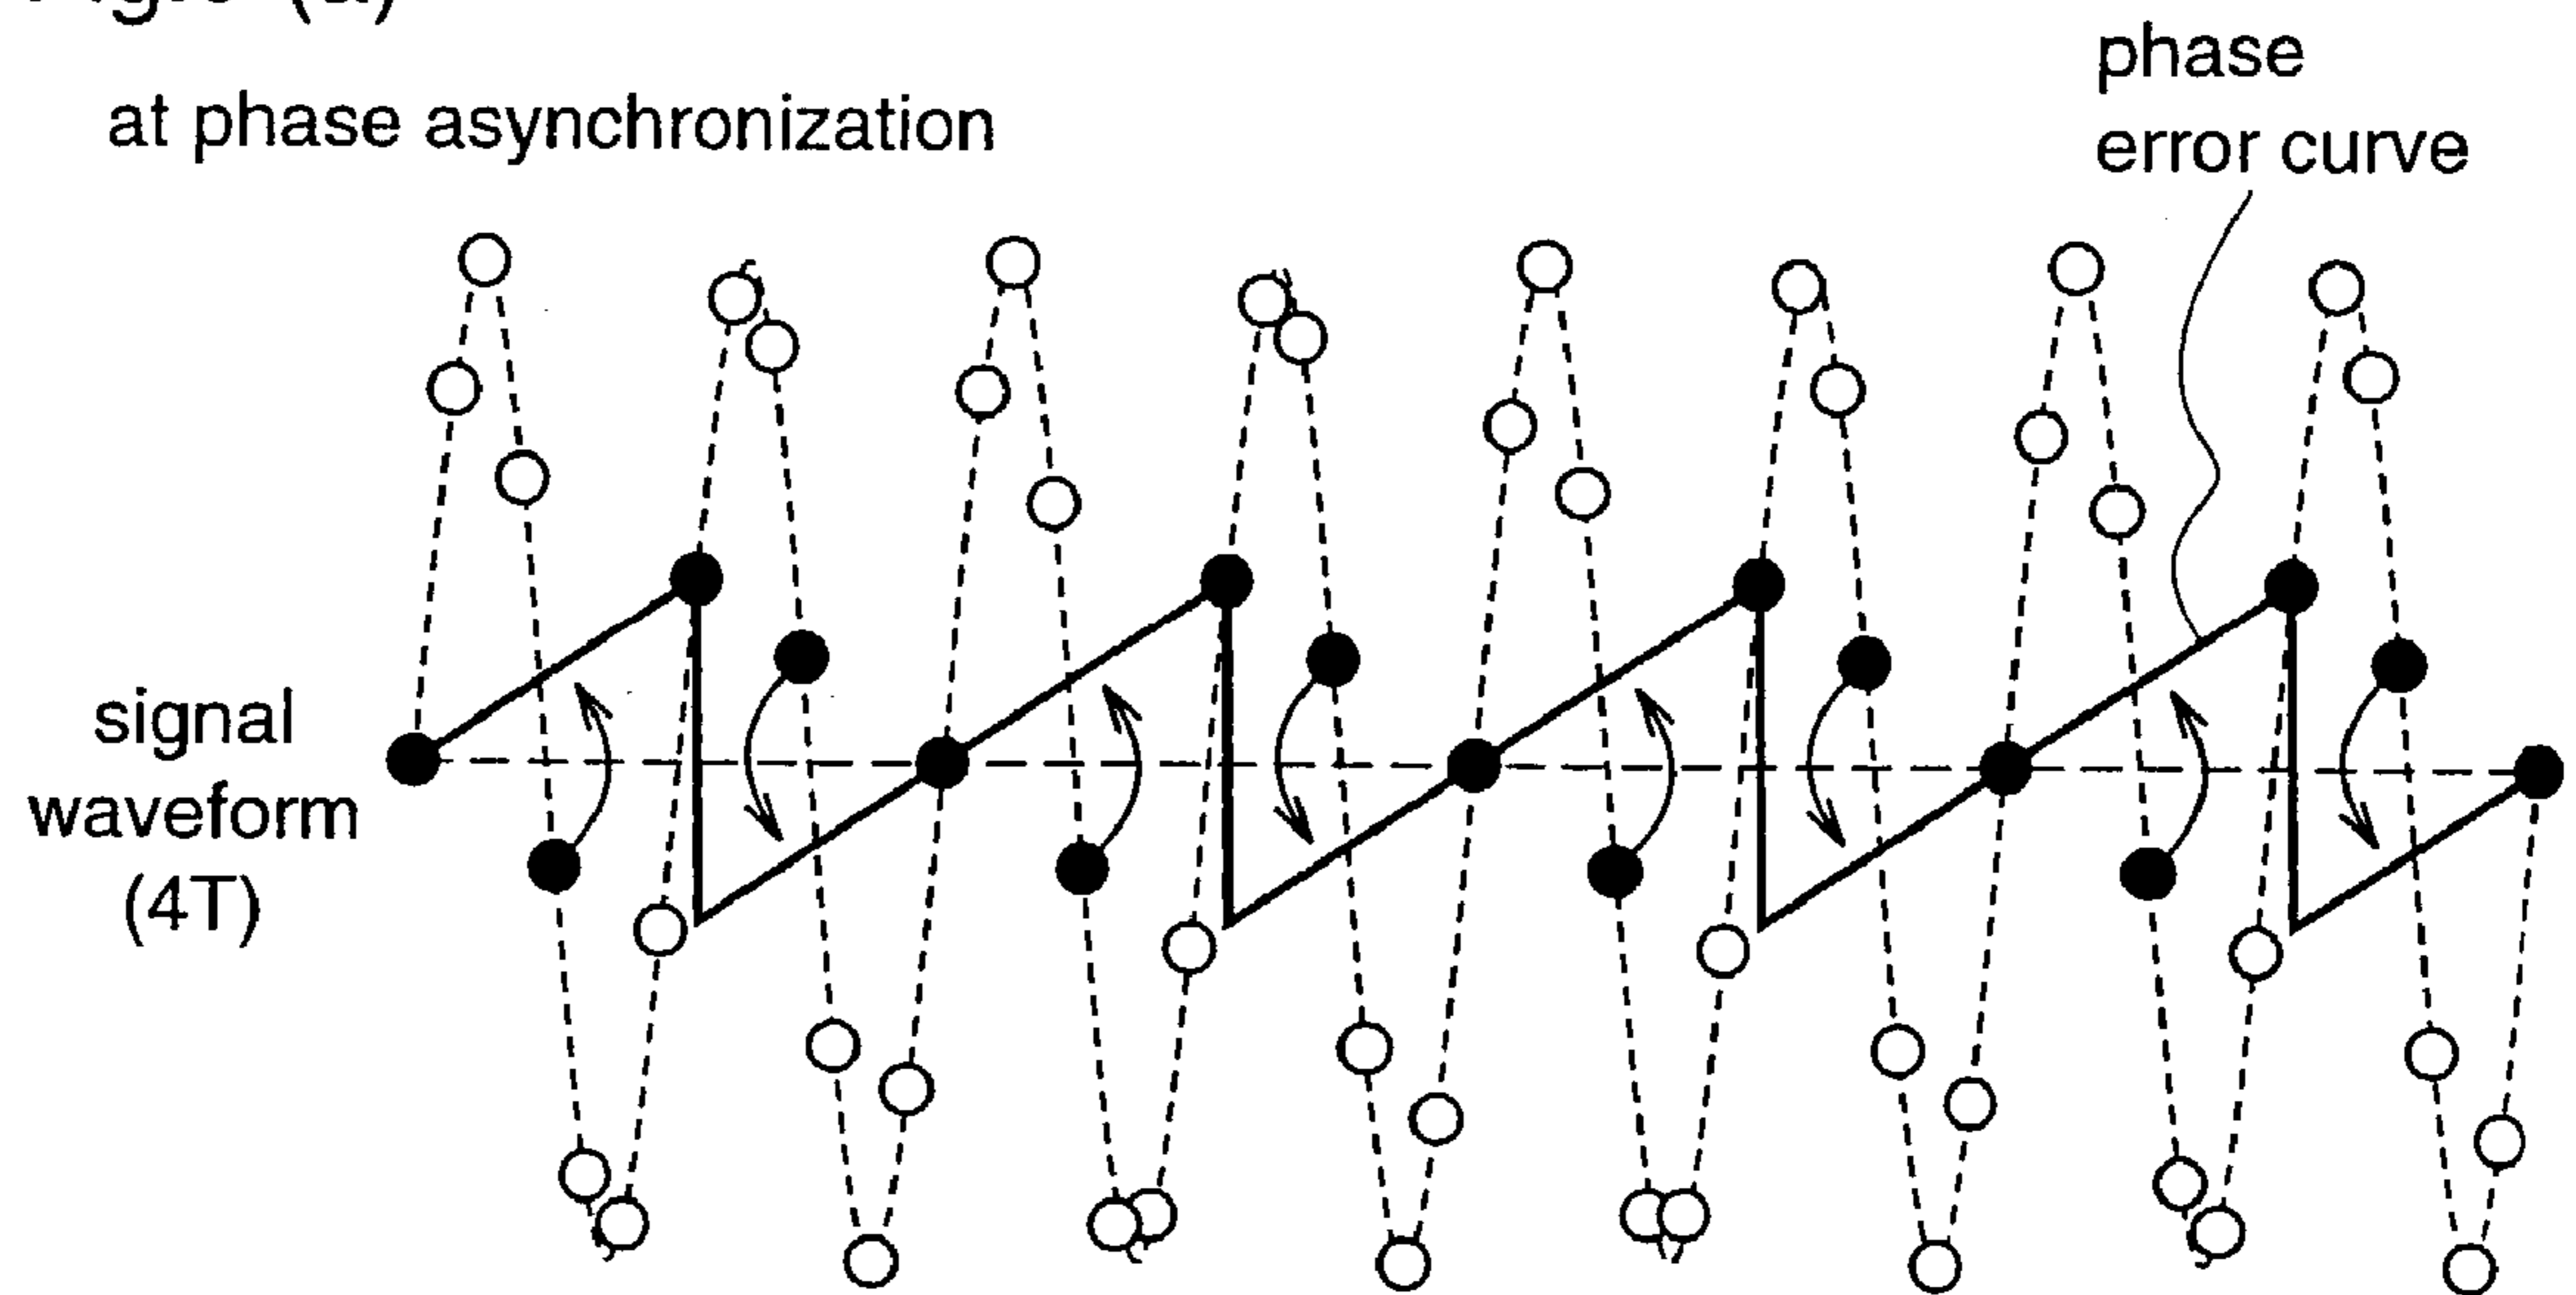 at phase asynchronization
phase
error curve
signal
waveform
(4T)